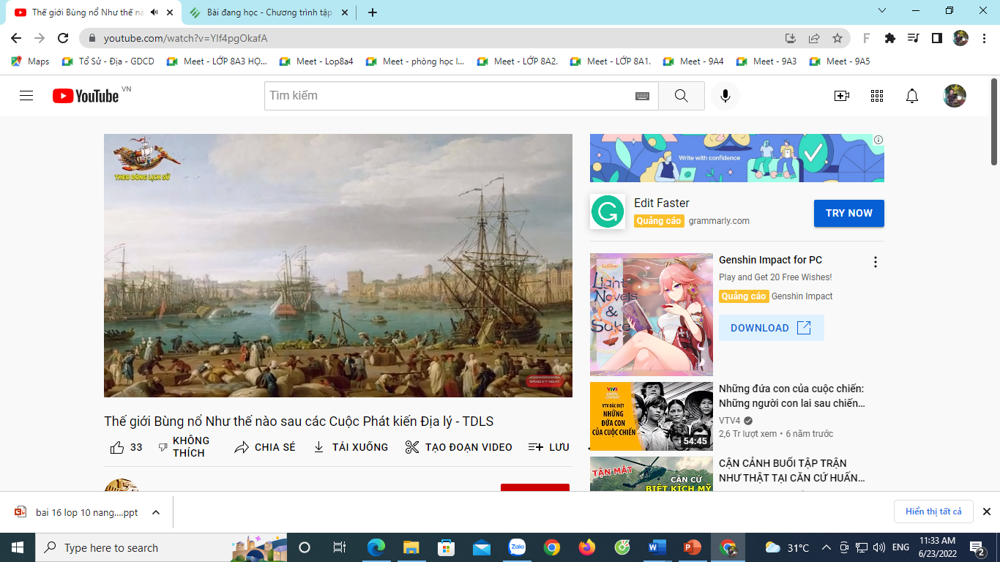 Thế giới Bùng nổ Như thế nà
Bài đang học - Chương trình tập
youtube.com/watch?v=YIf4pgOkafA
Maps
Tổ Sử - Địa - GDCD
Meet - LỚP 8A3 HỌ...
Meet - Lop8a4
Meet - phòng học l...
Meet - LỚP 8A2.
Meet - LỚP 8A1.
Meet - 9A4
Meet - 9A3
Meet - 9A5
YouTube VN
Tìm kiếm
THEO DÒNG LỊCH SỬ
ĐĂNG KÝ NGAY
Write with confidence
Edit Faster
Quảng cáo grammarly.com
TRY NOW
Light
Novels
&
Sake
Genshin Impact for PC
Play and Get 20 Free Wishes!
Quảng cáo Genshin Impact
DOWNLOAD
VTV ĐẶC BIỆT
NHỮNG
ĐỨA CON
CỦA CUỘC CHIẾN
54:45
Những đứa con của cuộc chiến:
Những người con lai sau chiến...
VTV4
2,6 Tr lượt xem • 6 năm trước
TẬN MẮT
CĂN CỨ
BIỆT KÍCH MỸ
CẬN CẢNH BUỔI TẬP TRẬN
NHƯ THẬT TẠI CĂN CỨ HUẤN...
Thế giới Bùng nổ Như thế nào sau các Cuộc Phát kiến Địa lý - TDLS
33
KHÔNG
THÍCH
CHIA SẺ
TẢI XUỐNG
TẠO ĐOẠN VIDEO
LƯU
bai 16 lop 10 nang....ppt
Hiển thị tất cả
Type here to search
Zalo
31°C
ENG
11:33 AM
6/23/2022
2